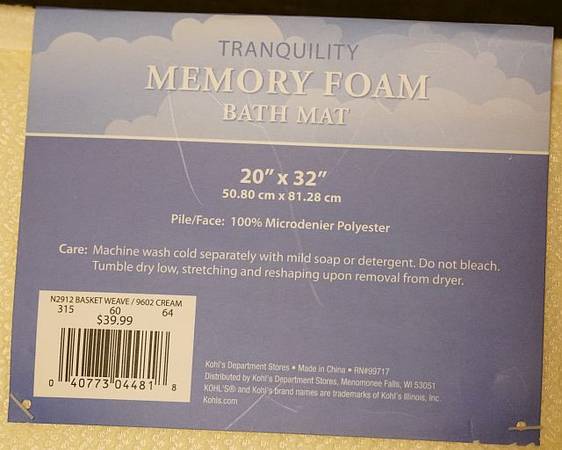 TRANQUILITY
MEMORY FOAM
BATH MAT
20" x 32"
50.80 cm x 81.28 cm
Pile/Face: 100% Microdenier Polyester
Care: Machine wash cold separately with mild soap or detergent. Do not bleach.
Tumble dry low, stretching and reshaping upon removal from dryer.
N2912 BASKET WEAVE / 9602 CREAM
315 60 64
$39.99
0 40773 04481 8
Kohl's Department Stores • Made in China • RN#99717
Distributed by Kohl's Department Stores, Menomonee Falls, WI 53051
KOHL'S® and Kohl's brand names are trademarks of Kohl's Illinois, Inc.
Kohls.com